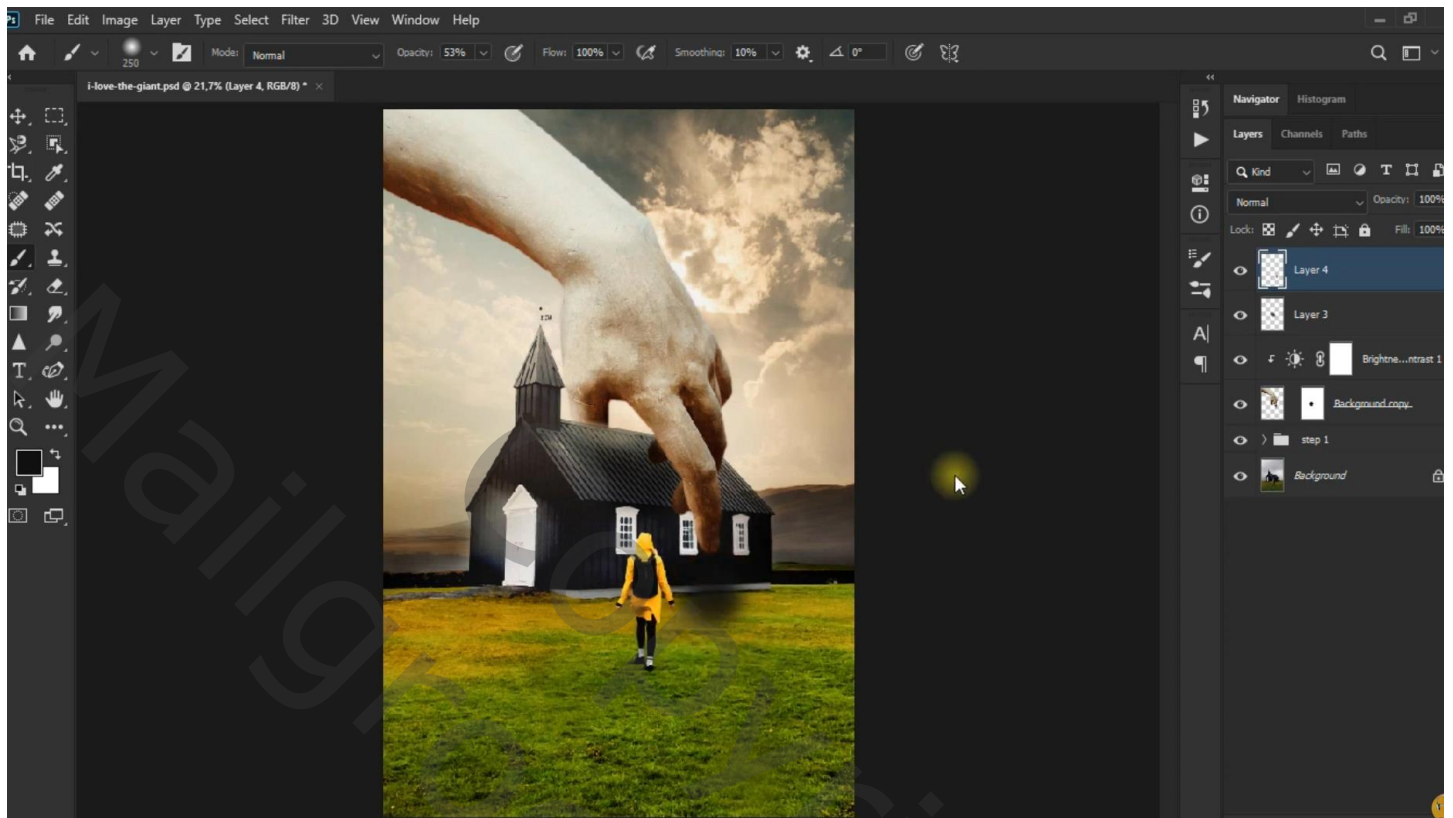 Ps File Edit Image Layer Type Select Filter 3D View Window Help
250 Mode: Normal Opacity: 53% Flow: 100% Smoothing: 10% 0°
i-love-the-giant.psd @ 21,7% (Layer 4, RGB/8) * ×
Navigator Histogram
Layers Channels Paths
Kind
Normal Opacity: 100%
Lock: Fill: 100%
Layer 4
Layer 3
Brightne...ntrast 1
Background copy
step 1
Background